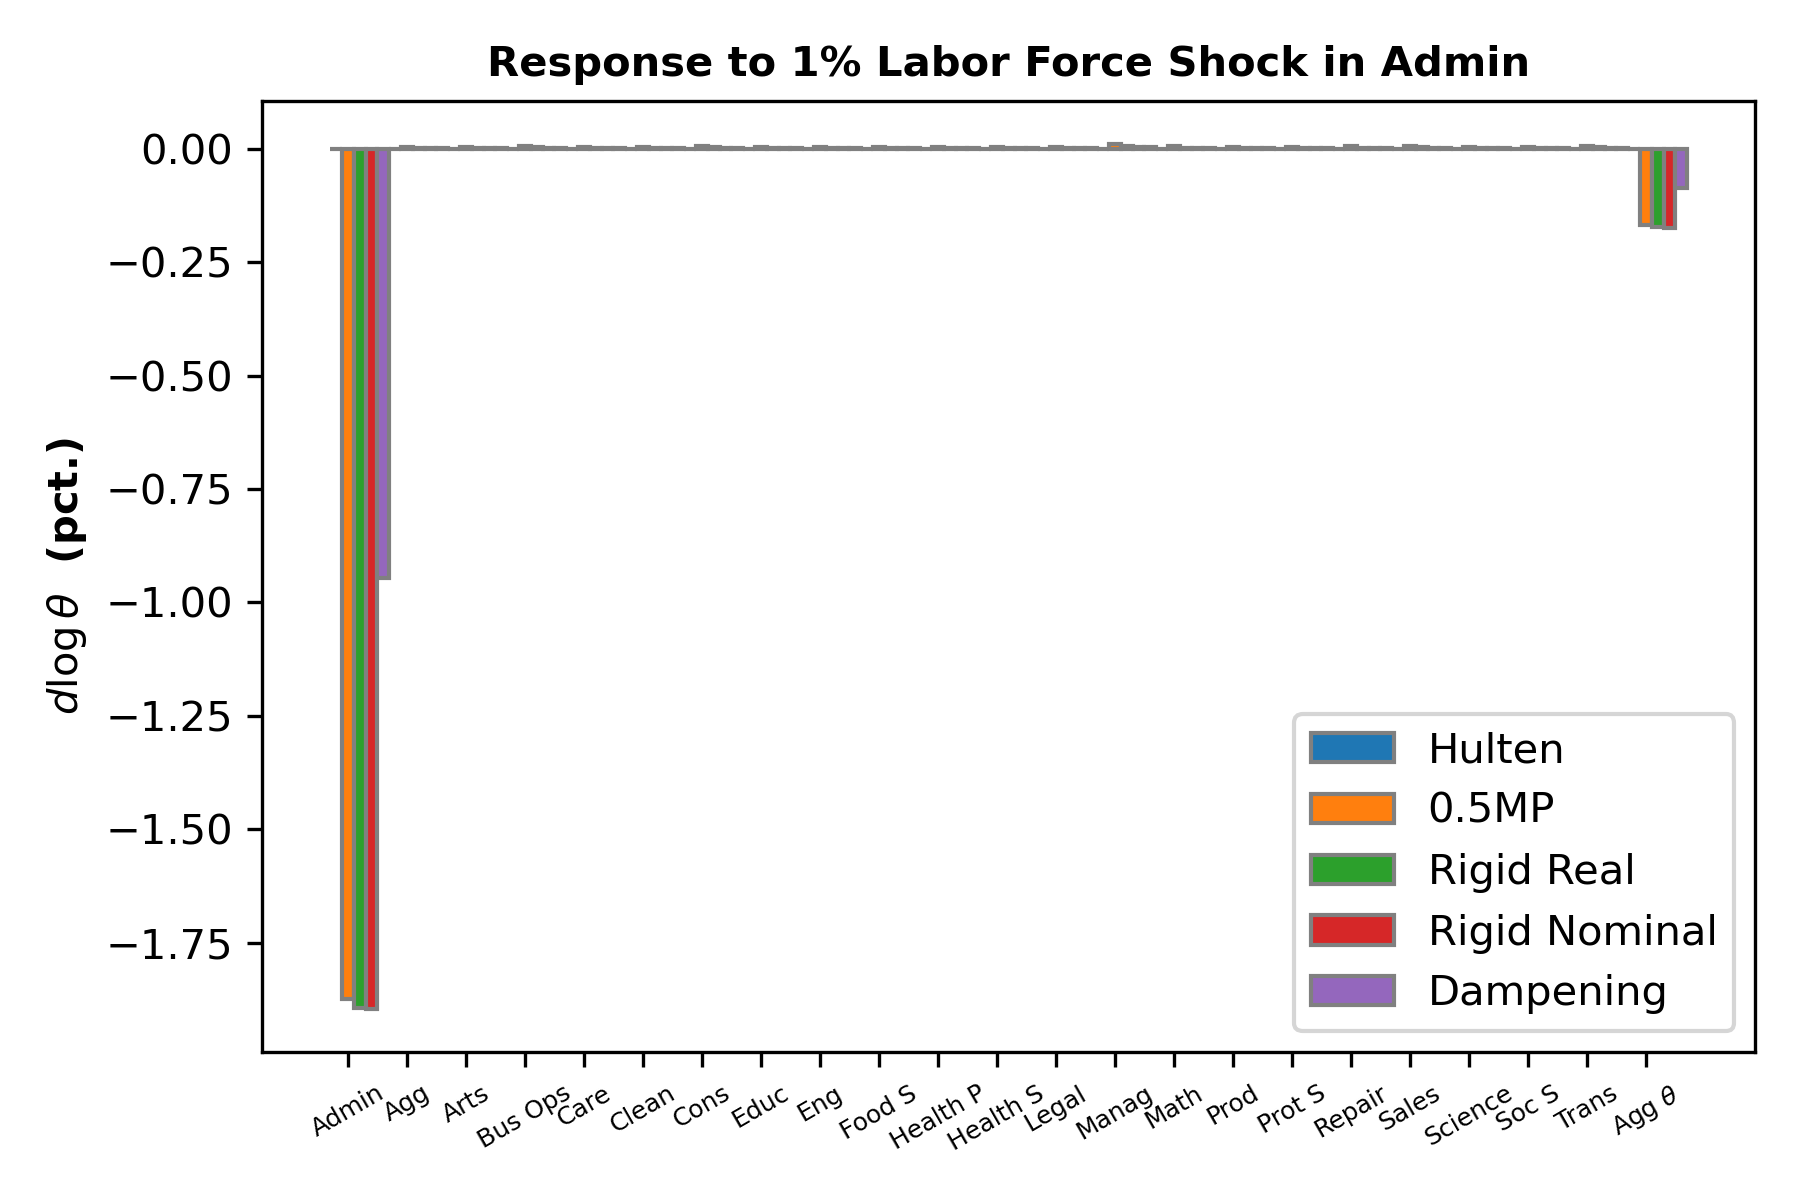 Response to 1% Labor Force Shock in Admin
d log θ (pct.)
0.00
−0.25
−0.50
−0.75
−1.00
−1.25
−1.50
−1.75
Hulten
0.5MP
Rigid Real
Rigid Nominal
Dampening
Admin
Agg
Arts
Bus Ops
Care
Clean
Cons
Educ
Eng
Food S
Health P
Health S
Legal
Manag
Math
Prod
Prot S
Repair
Sales
Science
Soc S
Trans
Agg θ